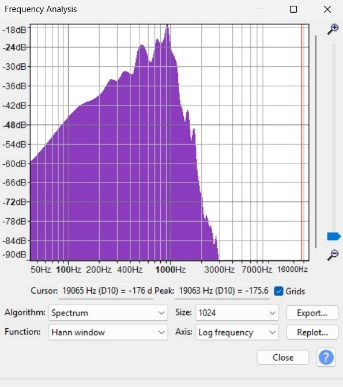 Frequency Analysis
-18dB
-24dB
-30dB
-36dB
-42dB
-48dB
-54dB
-60dB
-66dB
-72dB
-78dB
-84dB
-90dB
50Hz 100Hz 200Hz 400Hz 1000Hz 3000Hz 7000Hz 16000Hz
Cursor: 19065 Hz (D10) = -176 d Peak: 19063 Hz (D10) = -175.6 Grids
Algorithm: Spectrum Size: 1024 Export...
Function: Hann window Axis: Log frequency Replot...
Close ?